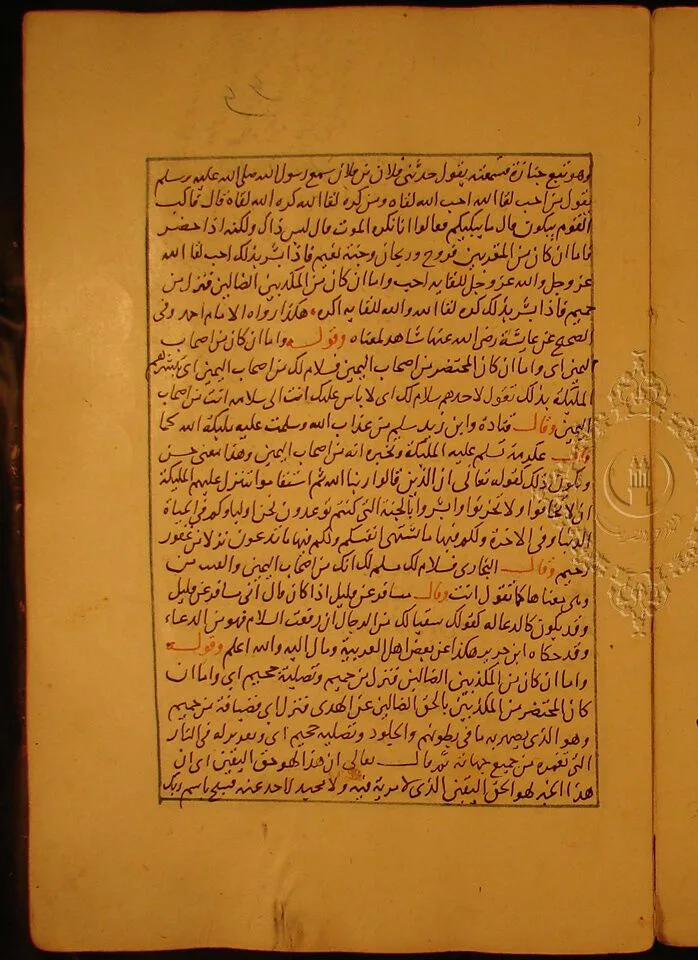 وهو يتبع جنازة فسمعته يقول حدثني فلان بن فلان سمع رسول الله صلى الله عليه وسلم
يقول من احب لقا الله احب الله لقاه ومن كره لقا الله كره الله لقاه قال فاكب
القوم يبكون قال ما يبكيكم فقالوا انا نكره الموت قال ليس ذاك ولكنه اذا حضر
فاما ان كان من المقربين فروح وريحان وجنة نعيم فاذا بشر بذلك احب لقا الله
عز وجل والله عز وجل للقايه احب واما ان كان من المكذبين الضالين فنزل من
حميم فاذا بشر بذلك كره لقا الله والله للقايه اكره هكذا رواه الامام احمد وفي
الصحيح عن عايشة رضي الله عنها شاهد لمعناه وقوله واما ان كان من اصحاب
اليمين اي واما ان كان المحتضر من اصحاب اليمين فسلام لك من اصحاب اليمين اي تبشرهم
المليكة بذلك تقول لاحدهم سلام لك اي لا باس عليك انت الى سلامه انت من اصحاب
اليمين وقال قتادة وابن زيد سلم من عذاب الله وسلمت عليه مليكة الله كما
قال عكرمة تسلم عليه المليكة وتخبره انه من اصحاب اليمين وهذا معنى حسن
ويكون ذلك كقوله تعالى ان الذين قالوا ربنا الله ثم استقاموا تتنزل عليهم المليكة
ان لا تخافوا ولا تحزنوا وابشروا بالجنة التي كنتم توعدون نحن اولياوكم في الحياة
الدنيا وفي الاخرة ولكم فيها ما تشتهي انفسكم ولكم فيها ما تدعون نزلا من غفور
رحيم وقال البخاري فسلام لك مسلم لك انك من اصحاب اليمين والغيت ان
وهي معناها كما تقول انت وقال مسافر عن قليل اذا كان قال اني مسافر عن قليل
وقد يكون كالدعا له كقولك سقيا لك من الرجال ان رفعت السلام فهو من الدعاء
وقد حكاه ابن جرير هكذا عن بعض اهل العربية ومال اليه والله اعلم وقوله
واما ان كان من المكذبين الضالين فنزل من حميم وتصلية جحيم اي واما ان
كان المحتضر من المكذبين بالحق الضالين عن الهدى فنزل اي فضيافة من حميم
وهو الذي يصهر به ما في بطونهم والجلود وتصلية جحيم اي وتقرير له في النار
التي تغمره من جميع جهاته ثم قال تعالى ان هذا لهو حق اليقين اي ان
هذا الخبر لهو الحق اليقين الذي لا مرية فيه ولا محيد لاحد عنه فسبح باسم ربك